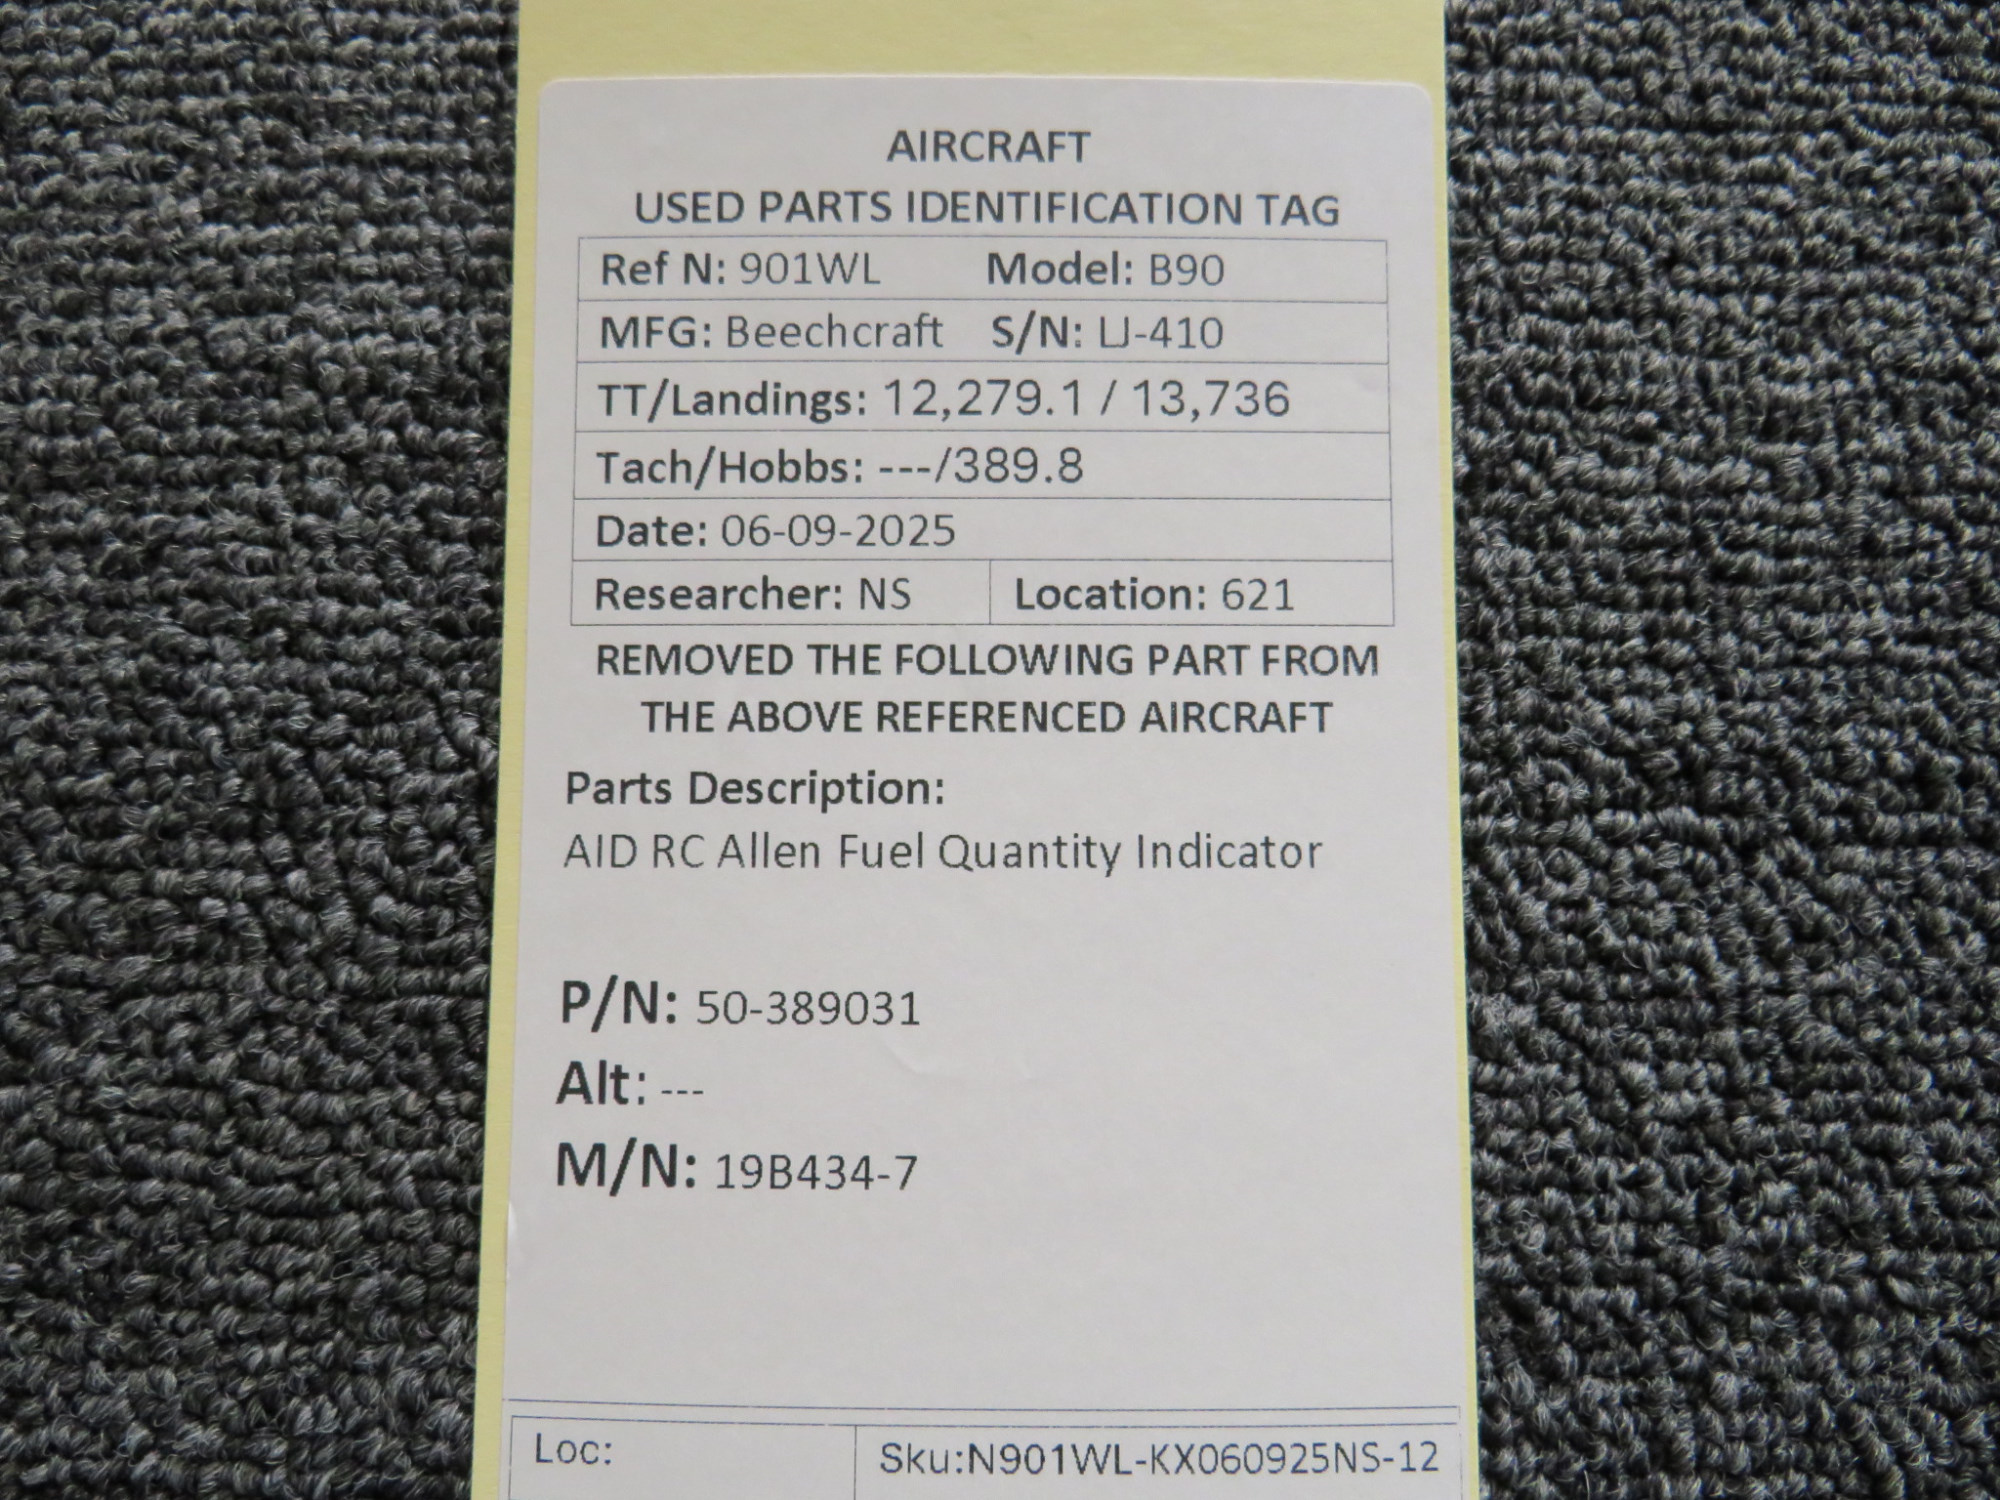 AIRCRAFT
USED PARTS IDENTIFICATION TAG
Ref N: 901WL Model: B90
MFG: Beechcraft S/N: LJ-410
TT/Landings: 12,279.1 / 13,736
Tach/Hobbs: ---/389.8
Date: 06-09-2025
Researcher: NS Location: 621
REMOVED THE FOLLOWING PART FROM
THE ABOVE REFERENCED AIRCRAFT
Parts Description:
AID RC Allen Fuel Quantity Indicator
P/N: 50-389031
Alt: ---
M/N: 19B434-7
Loc: Sku:N901WL-KX060925NS-12